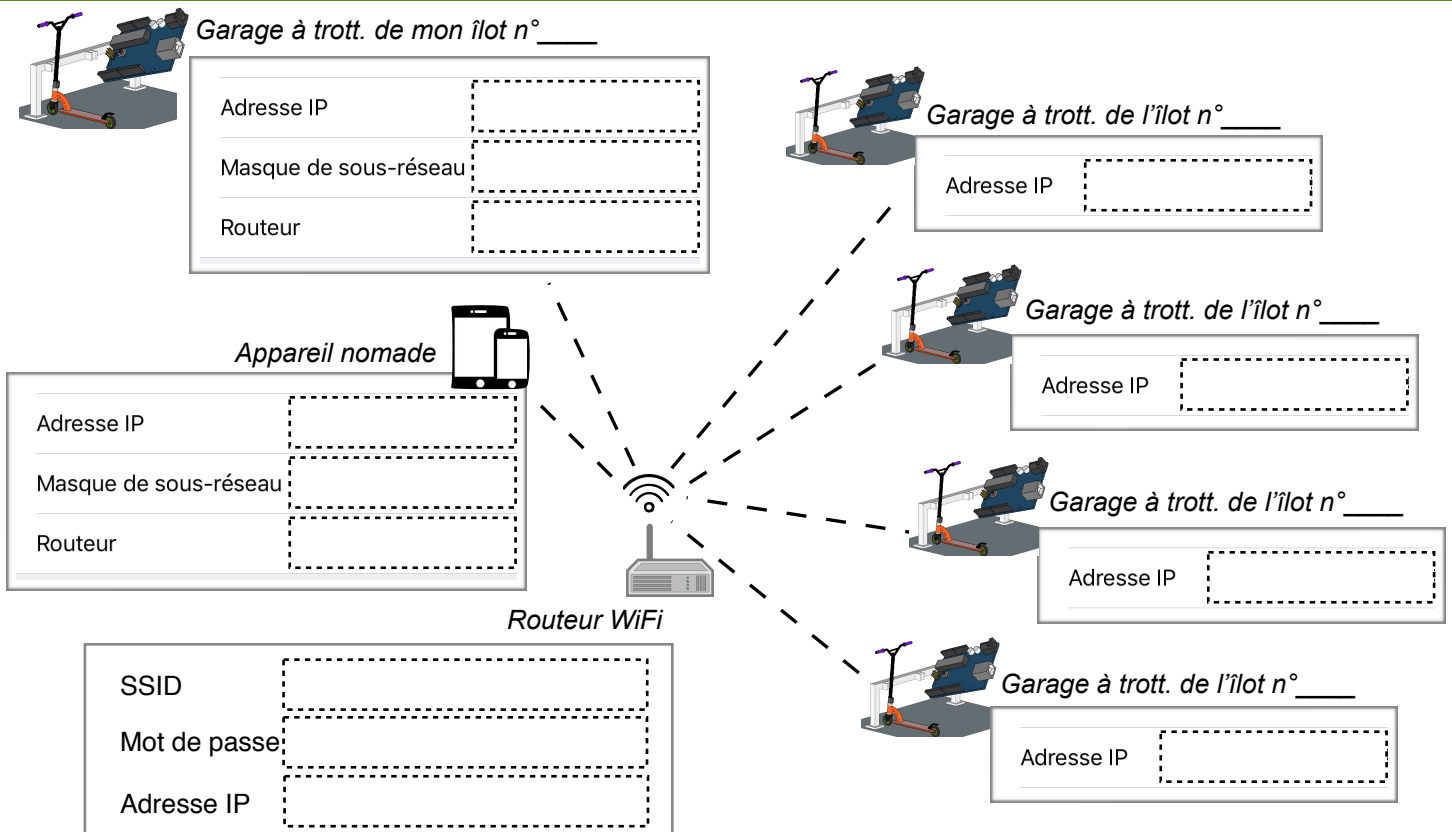 Garage à trott. de mon îlot n°____
Adresse IP
Masque de sous-réseau
Routeur
Appareil nomade
Adresse IP
Masque de sous-réseau
Routeur
Routeur WiFi
SSID
Mot de passe
Adresse IP
Garage à trott. de l’îlot n°____
Adresse IP
Garage à trott. de l’îlot n°____
Adresse IP
Garage à trott. de l’îlot n°____
Adresse IP
Garage à trott. de l’îlot n°____
Adresse IP